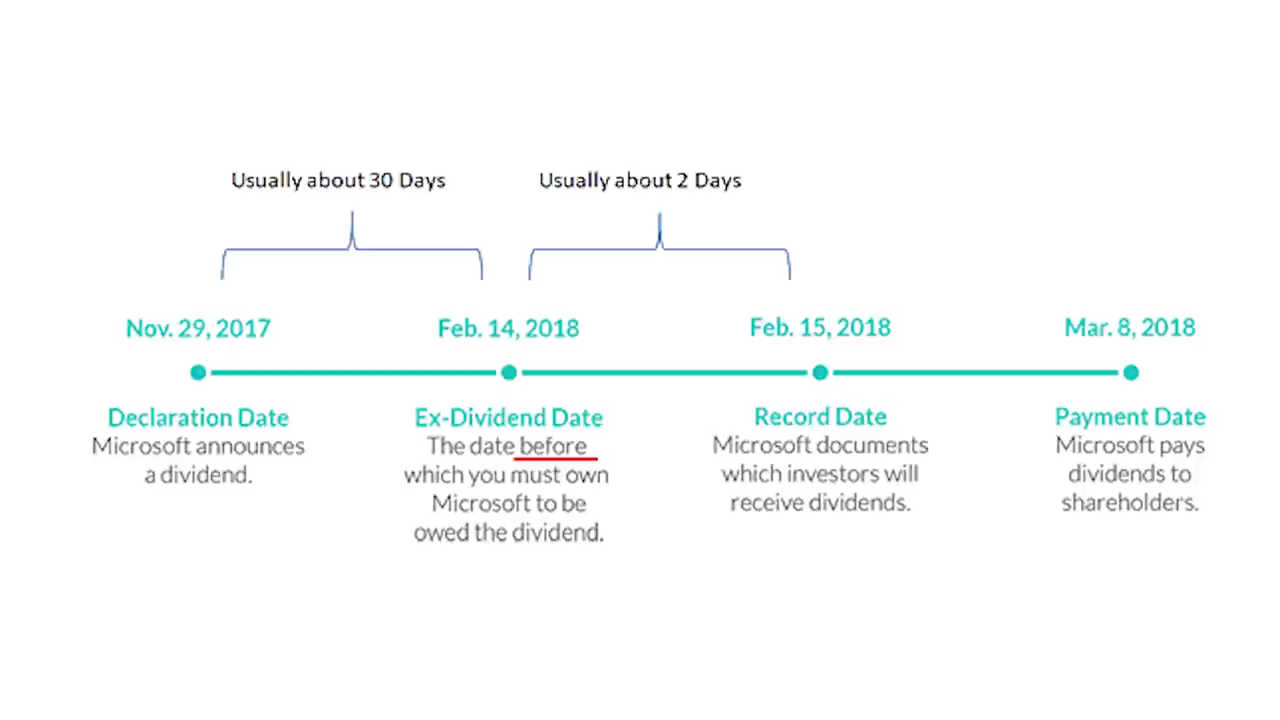 Usually about 30 Days
Usually about 2 Days
Nov. 29, 2017
Feb. 14, 2018
Feb. 15, 2018
Mar. 8, 2018
Declaration Date
Microsoft announces
a dividend.
Ex-Dividend Date
The date before
which you must own
Microsoft to be
owed the dividend.
Record Date
Microsoft documents
which investors will
receive dividends.
Payment Date
Microsoft pays
dividends to
shareholders.